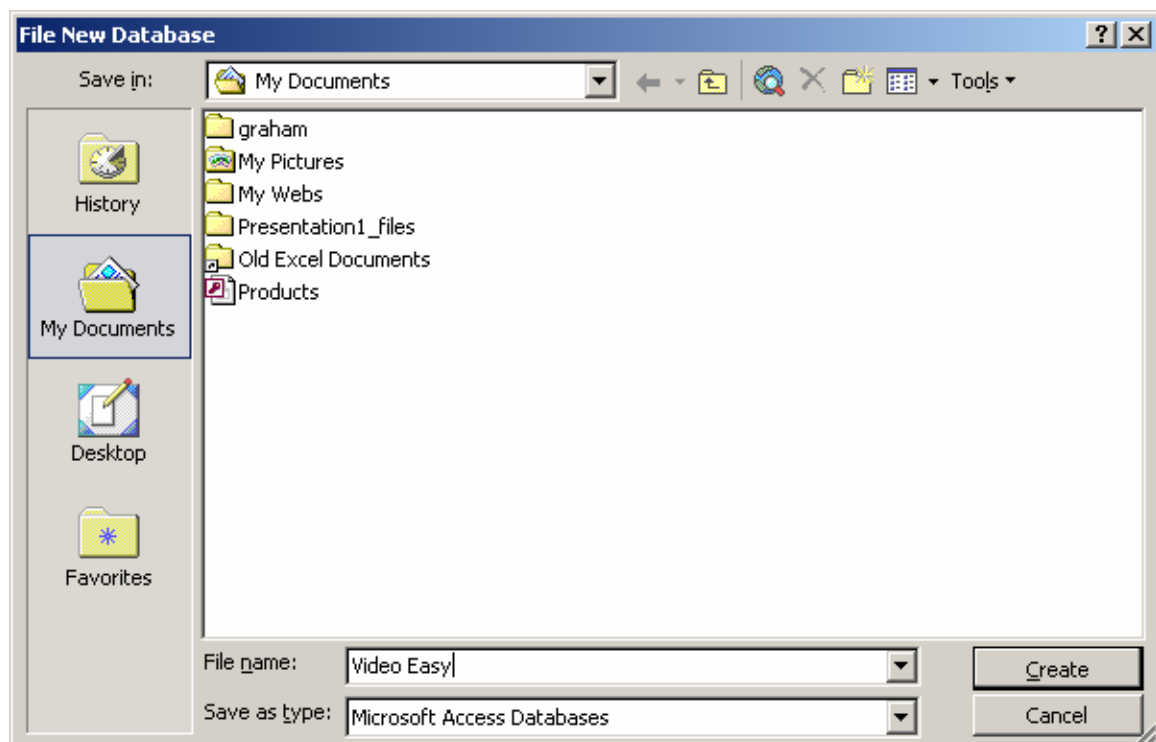 File New Database
Save in:
My Documents
Tools
graham
My Pictures
My Webs
Presentation1_files
Old Excel Documents
Products
History
My Documents
Desktop
Favorites
File name:
Video Easy
Create
Save as type:
Microsoft Access Databases
Cancel